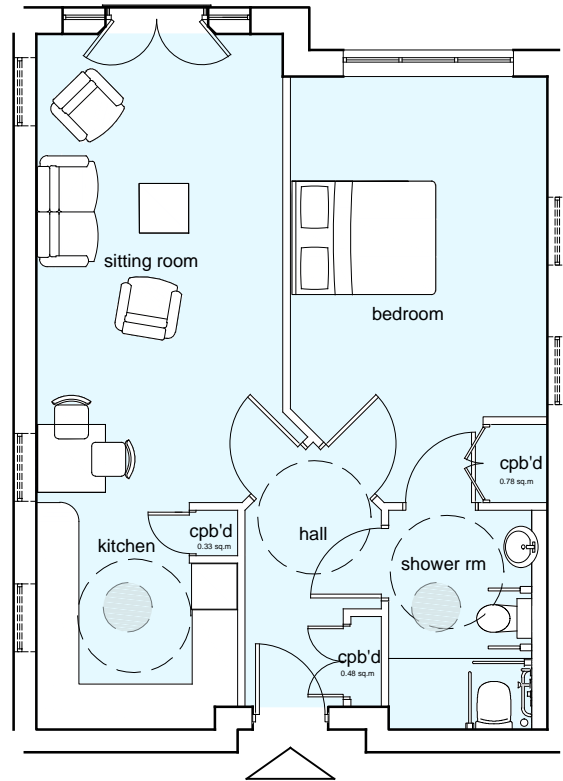 sitting room
bedroom
cpb'd
0.78 sq.m
cpb'd
0.33 sq.m
hall
kitchen
shower rm
cpb'd
0.48 sq.m